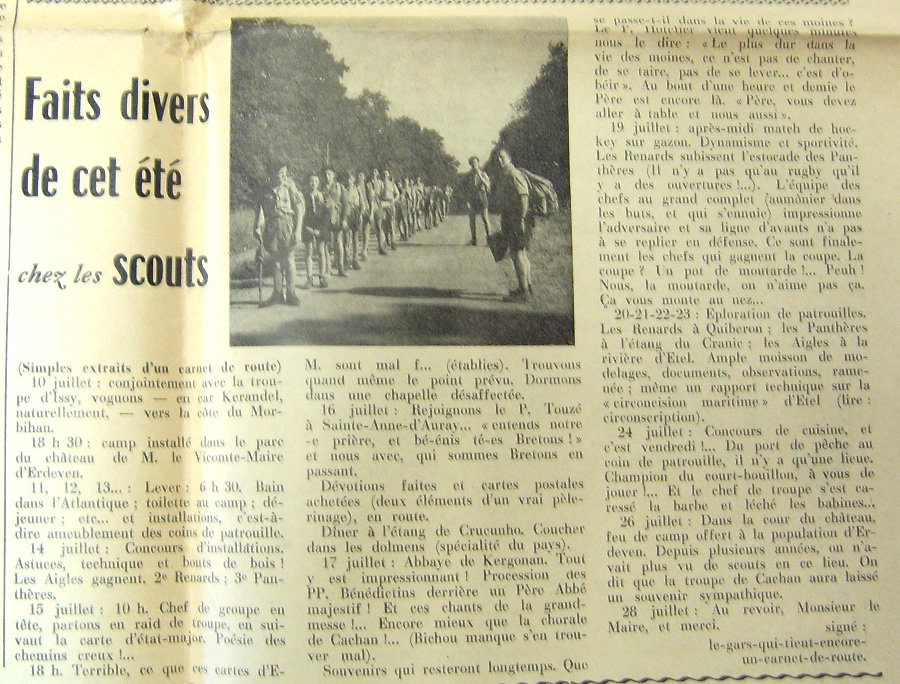 Faits divers
de cet été
chez les scouts
(Simples extraits d'un carnet de route)
10 juillet : conjointement avec la trou-
pe d'Issy, voguons — en car Kerandel,
naturellement, — vers la côte du Mor-
bihan.
18 h 30 : camp installé dans le parc
du château de M. le Vicomte-Maire
d'Erdeven.
11, 12, 13... : Lever : 6 h 30. Bain
dans l'Atlantique ; toilette au camp ; dé-
jeuner ; etc... et installations, c'est-à-
dire ameublement des coins de patrouille.
14 juillet : Concours d'installations.
Astuces, technique et bouts de bois !
Les Aigles gagnent. 2e Renards ; 3e Pan-
thères.
15 juillet : 10 h. Chef de groupe en
tête, partons en raid de troupe, en sui-
vant la carte d'état-major. Poésie des
chemins creux !...
18 h. Terrible, ce que ces cartes d'E-
M. sont mal f... (établies). Trouvons
quand même le point prévu. Dormons
dans une chapelle désaffectée.
16 juillet : Rejoignons le P. Touzé
à Sainte-Anne-d'Auray... « entends notre
-e prière, et bé-énis té-es Bretons ! »
et nous avec, qui sommes Bretons en
passant.
Dévotions faites et cartes postales
achetées (deux éléments d'un vrai pèle-
rinage), en route.
Dîner à l'étang de Crucunho. Coucher
dans les dolmens (spécialité du pays).
17 juillet : Abbaye de Kergonan. Tout
y est impressionnant ! Procession des
PP. Bénédictins derrière un Père Abbé
majestif ! Et ces chants de la grand-
messe !... Encore mieux que la chorale
de Cachan !... (Bichou manque s'en trou-
ver mal).
Souvenirs qui resteront longtemps. Que
se passe-t-il dans la vie de ces moines ?
Le P. Hotcher vient quelques minutes
nous le dire : « Le plus dur dans la
vie des moines, ce n'est pas de chanter,
de se taire, pas de se lever... c'est d'o-
béir ». Au bout d'une heure et demie le
Père est encore là. « Père, vous devez
aller à table et nous aussi ».
19 juillet : après-midi match de hoc-
key sur gazon. Dynamisme et sportivité.
Les Renards subissent l'estocade des Pan-
thères (Il n'y a pas qu'au rugby qu'il
y a des ouvertures !...). L'équipe des
chefs au grand complet (aumônier dans
les buts, et qui s'ennuie) impressionne
l'adversaire et sa ligne d'avants n'a pas
à se replier en défense. Ce sont finale-
ment les chefs qui gagnent la coupe. La
coupe ? Un pot de moutarde !... Peuh !
Nous, la moutarde, on n'aime pas ça.
Ça vous monte au nez...
20-21-22-23 : Eploration de patrouilles.
Les Renards à Quiberon ; les Panthères
à l'étang du Cranic ; les Aigles à la
rivière d'Etel. Ample moisson de mo-
delages, documents, observations, rame-
née ; même un rapport technique sur la
« circoncision maritime » d'Etel (lire :
circonscription).
24 juillet : Concours de cuisine, et
c'est vendredi !... Du port de pêche au
coin de patrouille, il n'y a qu'une lieue.
Champion du court-bouillon, à vous de
jouer !... Et le chef de troupe s'est ca-
ressé la barbe et léché les babines...
26 juillet : Dans la cour du château,
feu de camp offert à la population d'Er-
deven. Depuis plusieurs années, on n'a-
vait plus vu de scouts en ce lieu. On
dit que la troupe de Cachan aura laissé
un souvenir sympathique.
28 juillet : Au revoir, Monsieur le
Maire, et merci.
signé :
le-gars-qui-tient-encore-
un-carnet-de-route.